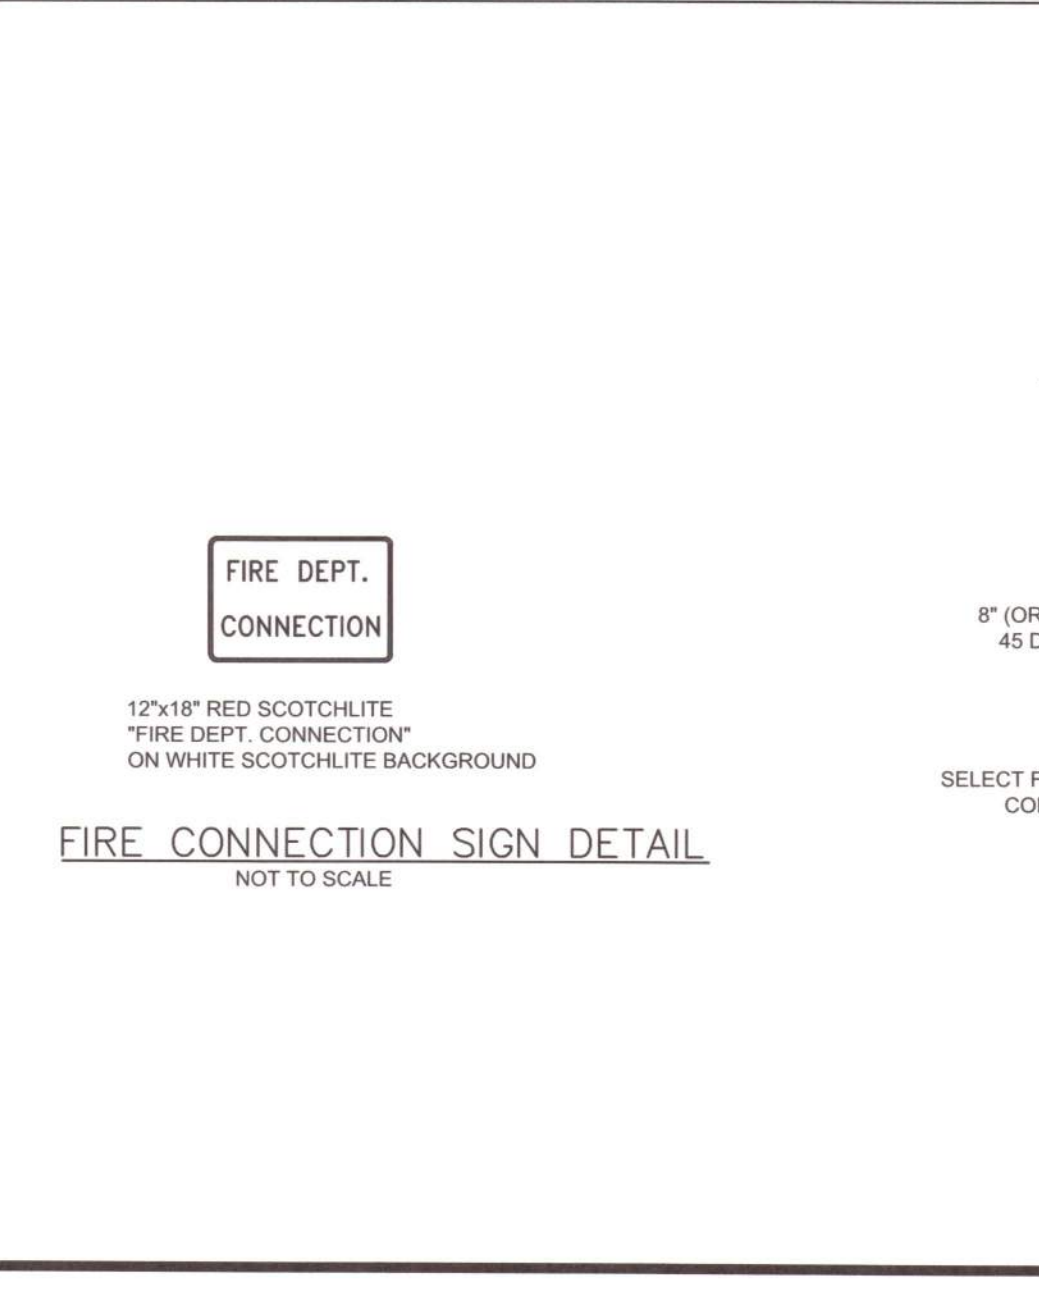 FIRE DEPT.
CONNECTION
12"x18" RED SCOTCHLITE
"FIRE DEPT. CONNECTION"
ON WHITE SCOTCHLITE BACKGROUND
FIRE CONNECTION SIGN DETAIL
NOT TO SCALE
8" (OR
45
SELECT